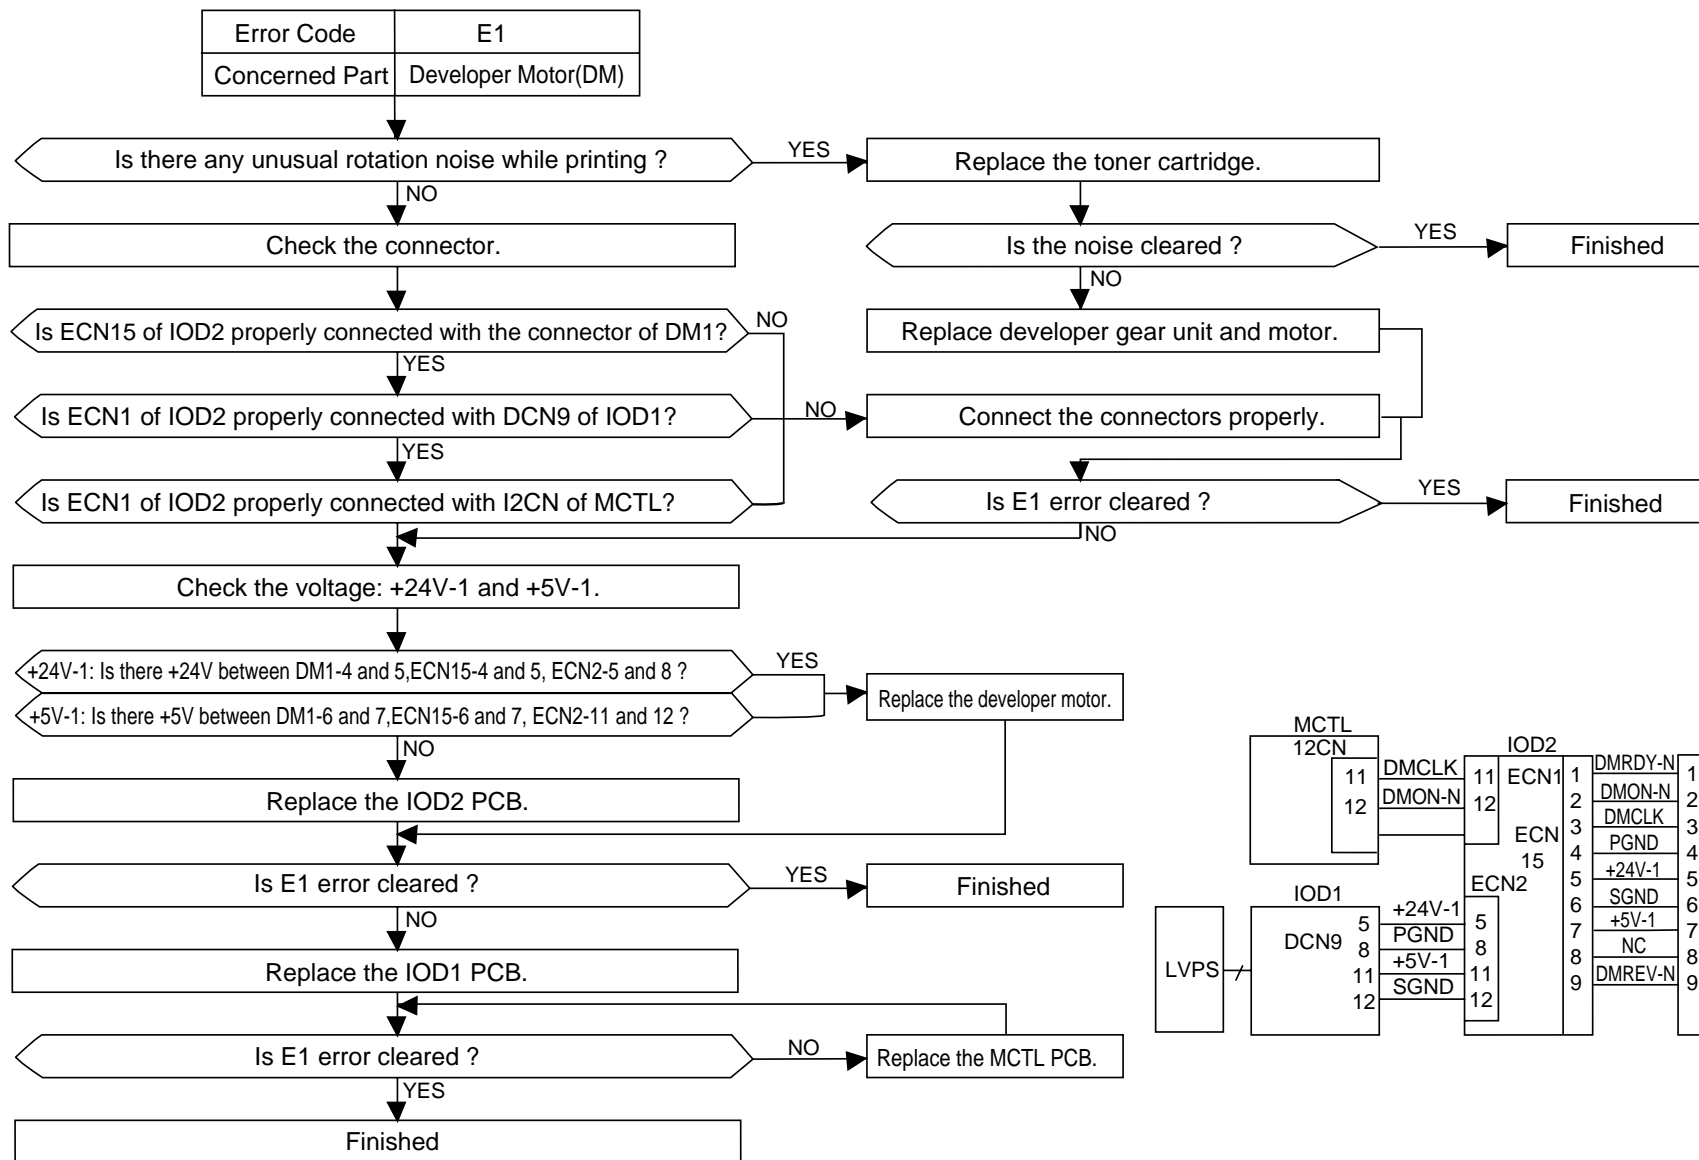 Error Code E1
Concerned Part Developer Motor(DM)
Is there any unusual rotation noise while printing ?
YES
Replace the toner cartridge.
NO
Check the connector.
Is the noise cleared ?
YES
Finished
NO
Is ECN15 of IOD2 properly connected with the connector of DM1?
NO
Replace developer gear unit and motor.
YES
Is ECN1 of IOD2 properly connected with DCN9 of IOD1?
NO
Connect the connectors properly.
YES
Is ECN1 of IOD2 properly connected with I2CN of MCTL?
Is E1 error cleared ?
YES
Finished
NO
Check the voltage: +24V-1 and +5V-1.
+24V-1: Is there +24V between DM1-4 and 5,ECN15-4 and 5, ECN2-5 and 8 ?
YES
+5V-1: Is there +5V between DM1-6 and 7,ECN15-6 and 7, ECN2-11 and 12 ?
Replace the developer motor.
NO
Replace the IOD2 PCB.
Is E1 error cleared ?
YES
Finished
NO
Replace the IOD1 PCB.
Is E1 error cleared ?
NO
Replace the MCTL PCB.
YES
Finished
MCTL
12CN
11 DMCLK 11
12 DMON-N 12
IOD2
ECN1
ECN
15
ECN2
1 DMRDY-N 1
2 DMON-N 2
3 DMCLK 3
4 PGND 4
5 +24V-1 5
6 SGND 6
7 +5V-1 7
8 NC 8
9 DMREV-N 9
LVPS
IOD1
DCN9
5 +24V-1 5
8 PGND 8
11 +5V-1 11
12 SGND 12